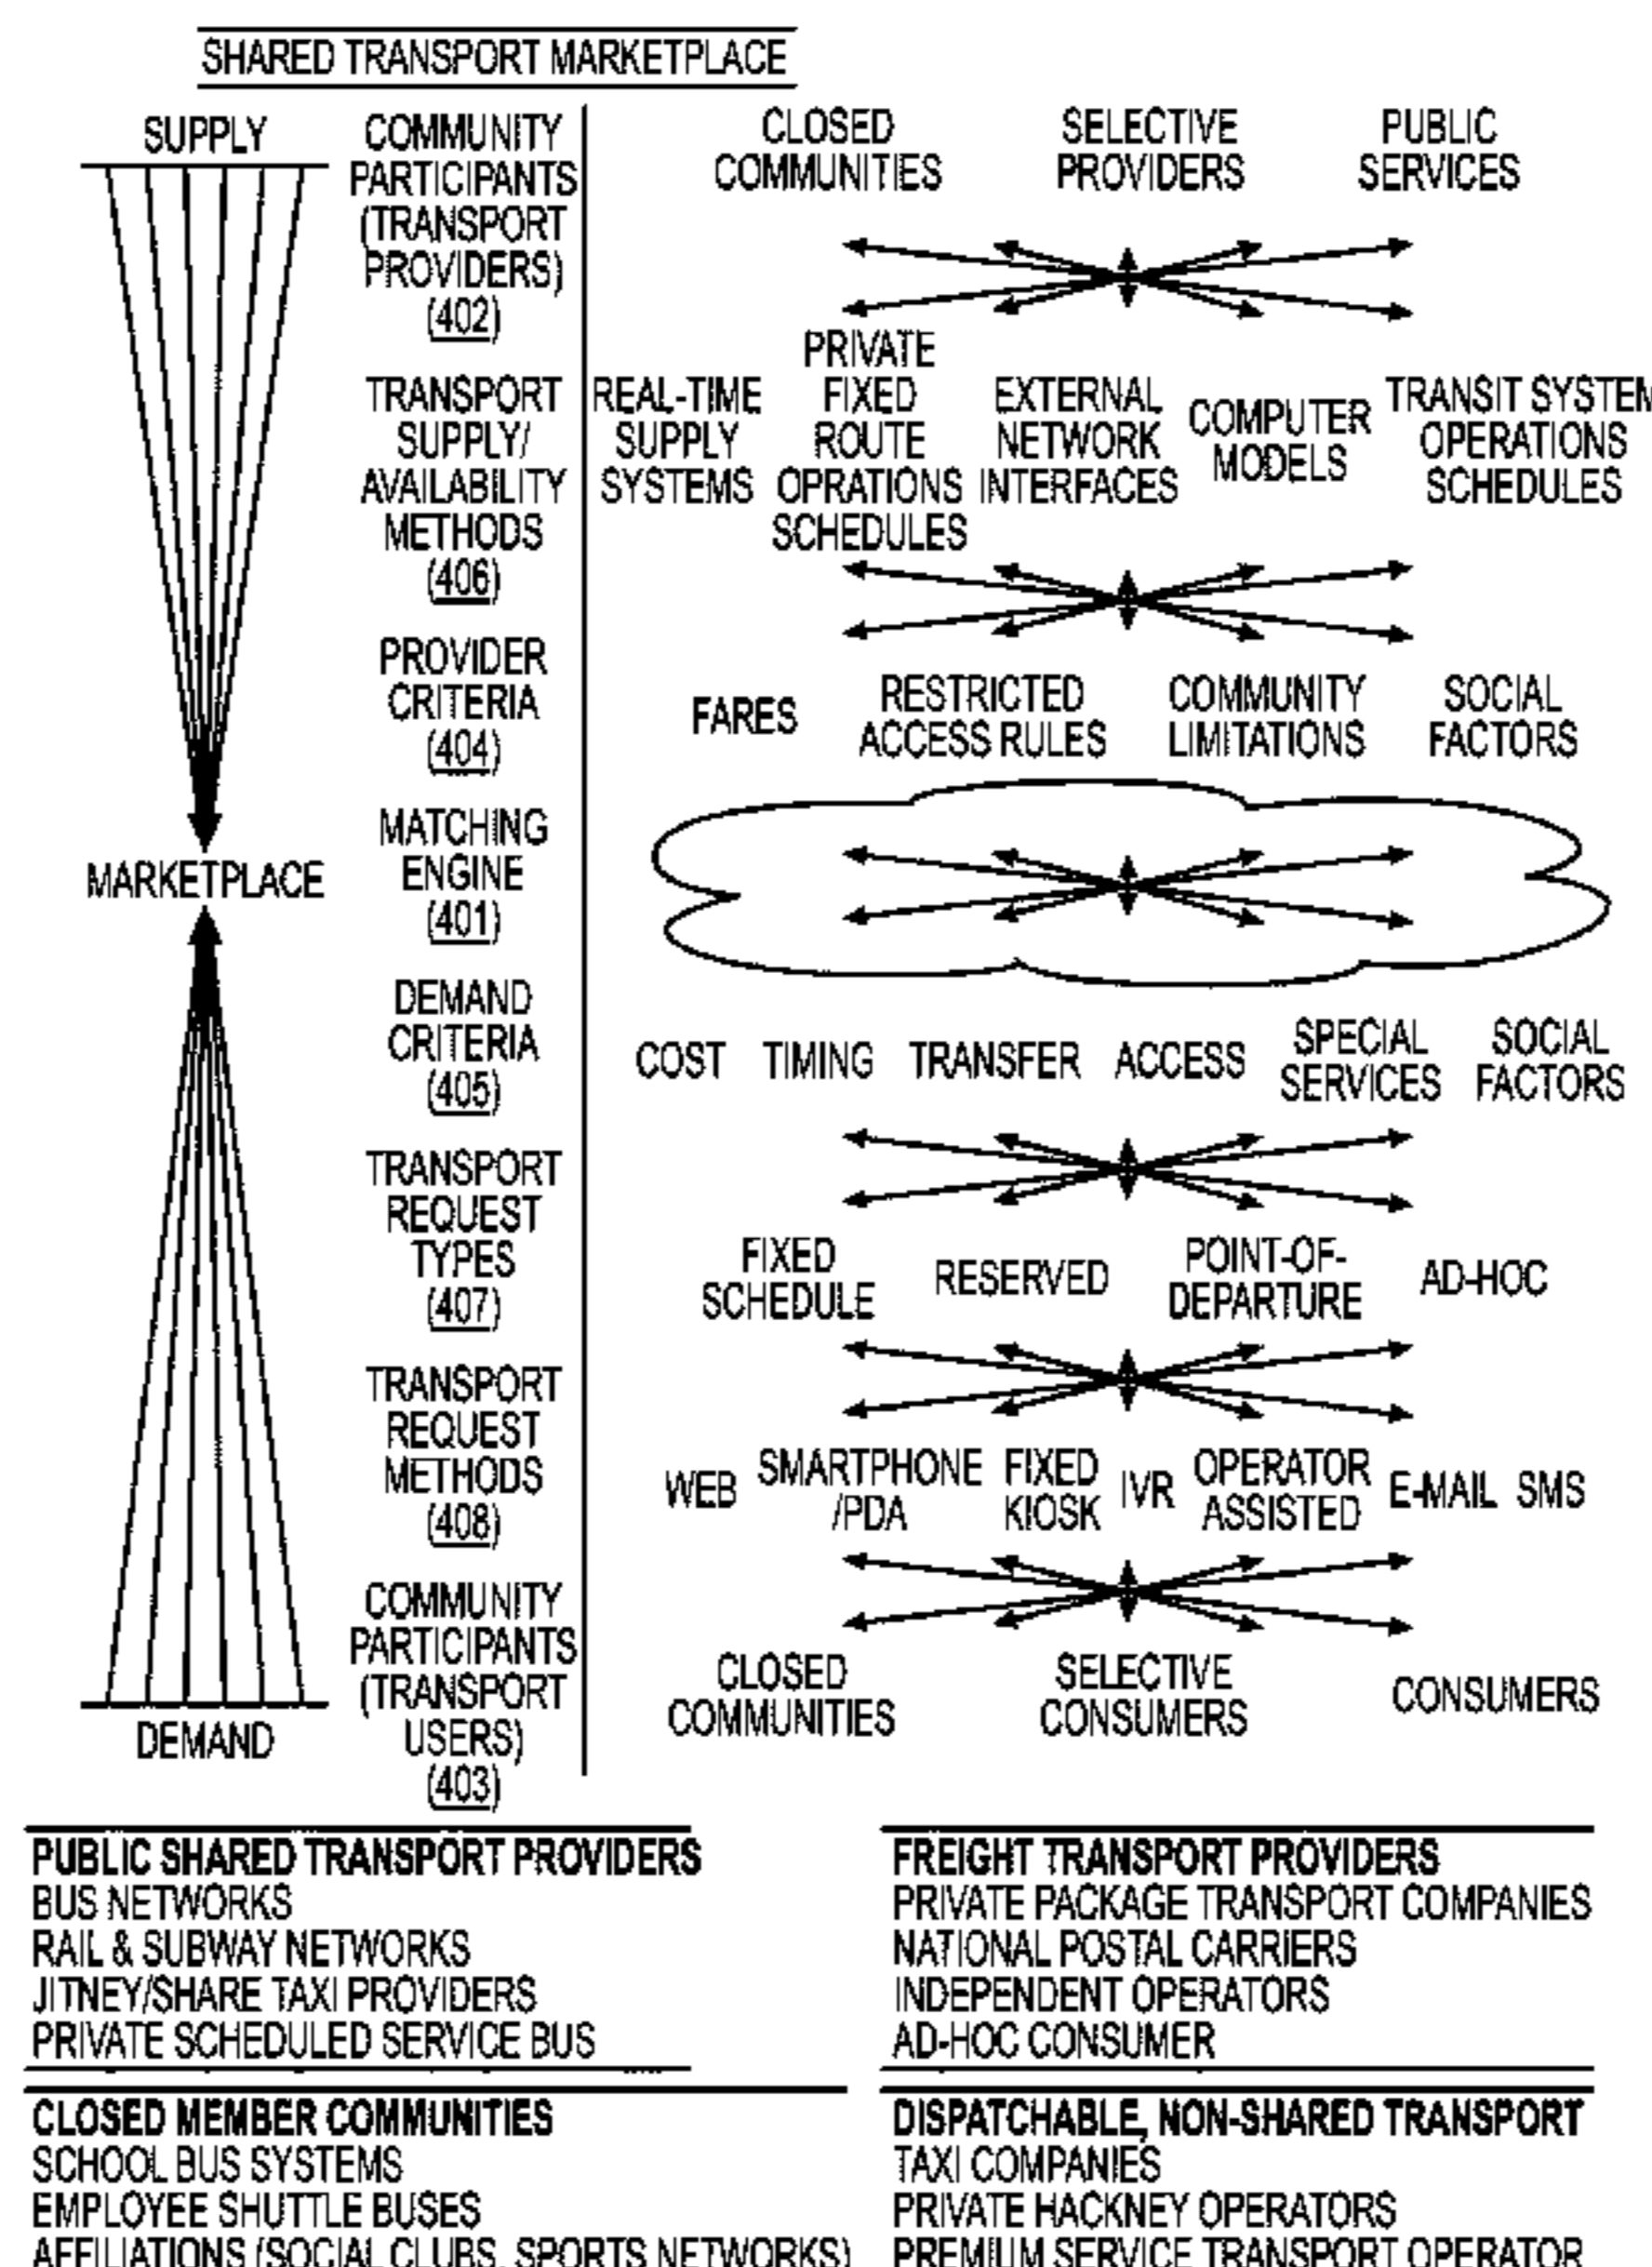 SHARED TRANSPORT MARKETPLACE
SUPPLY
MARKETPLACE
DEMAND
COMMUNITY
PARTICIPANTS
(TRANSPORT
PROVIDERS)
(402)
CLOSED
COMMUNITIES
SELECTIVE
PROVIDERS
PUBLIC
SERVICES
TRANSPORT
SUPPLY/
AVAILABILITY
METHODS
(406)
REAL-TIME
SUPPLY
SYSTEMS
PRIVATE
FIXED
ROUTE
OPRATIONS
SCHEDULES
EXTERNAL
NETWORK
INTERFACES
COMPUTER
MODELS
TRANSIT SYSTEM
OPERATIONS
SCHEDULES
PROVIDER
CRITERIA
(404)
FARES
RESTRICTED
ACCESS RULES
COMMUNITY
LIMITATIONS
SOCIAL
FACTORS
MATCHING
ENGINE
(401)
DEMAND
CRITERIA
(405)
COST
TIMING
TRANSFER
ACCESS
SPECIAL
SERVICES
SOCIAL
FACTORS
TRANSPORT
REQUEST
TYPES
(407)
FIXED
SCHEDULE
RESERVED
POINT-OF-
DEPARTURE
AD-HOC
TRANSPORT
REQUEST
METHODS
(408)
WEB
SMARTPHONE
/PDA
FIXED
KIOSK
IVR
OPERATOR
ASSISTED
E-MAIL
SMS
COMMUNITY
PARTICIPANTS
(TRANSPORT
USERS)
(403)
CLOSED
COMMUNITIES
SELECTIVE
CONSUMERS
CONSUMERS
PUBLIC SHARED TRANSPORT PROVIDERS
BUS NETWORKS
RAIL & SUBWAY NETWORKS
JITNEY/SHARE TAXI PROVIDERS
PRIVATE SCHEDULED SERVICE BUS
FREIGHT TRANSPORT PROVIDERS
PRIVATE PACKAGE TRANSPORT COMPANIES
NATIONAL POSTAL CARRIERS
INDEPENDENT OPERATORS
AD-HOC CONSUMER
CLOSED MEMBER COMMUNITIES
SCHOOL BUS SYSTEMS
EMPLOYEE SHUTTLE BUSES
AFFILIATIONS (SOCIAL CLUBS, SPORTS NETWORKS)
DISPATCHABLE, NON-SHARED TRANSPORT
TAXI COMPANIES
PRIVATE HACKNEY OPERATORS
PREMIUM SERVICE TRANSPORT OPERATOR